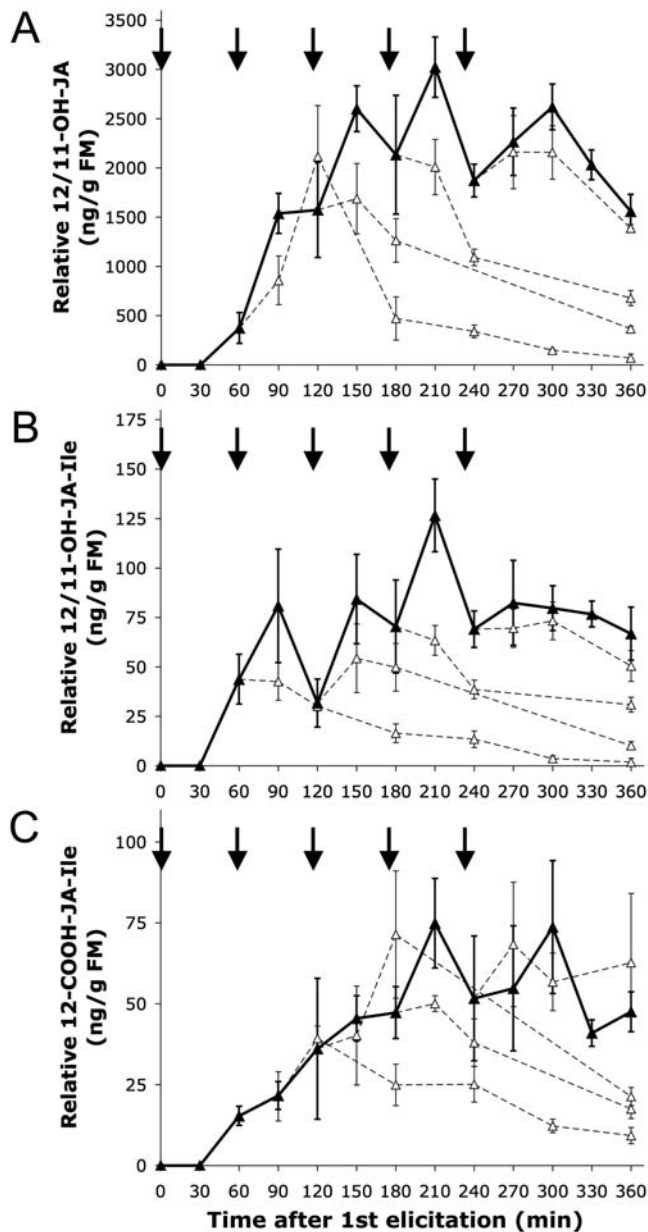 A
Relative 12/11-OH-JA
(ng/g FM)
3500
3000
2500
2000
1500
1000
500
0
0 30 60 90 120 150 180 210 240 270 300 330 360
B
Relative 12/11-OH-JA-Ile
(ng/g FM)
175
150
125
100
75
50
25
0
0 30 60 90 120 150 180 210 240 270 300 330 360
C
Relative 12-COOH-JA-Ile
(ng/g FM)
100
75
50
25
0
0 30 60 90 120 150 180 210 240 270 300 330 360
Time after 1st elicitation (min)